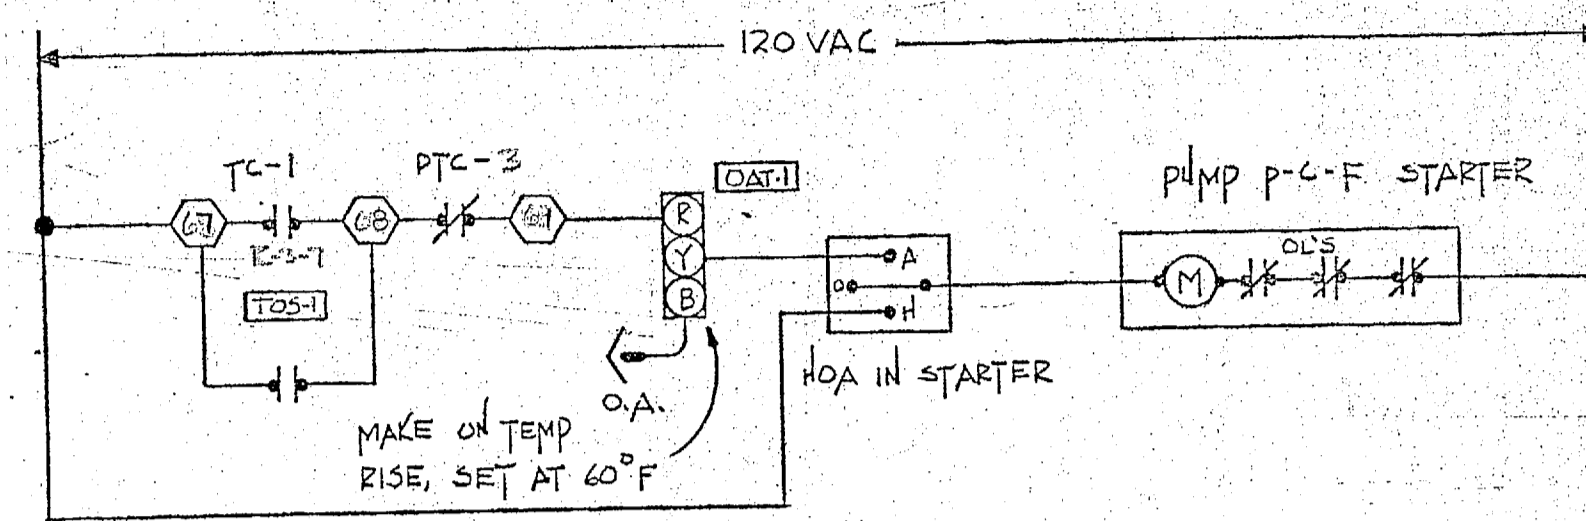 120 VAC
TC-1
PTC-3
OAT-1
PUMP P-C-F STARTER
67
68
R
Y
B
A
O
H
M
OL'S
TOS-1
HOA IN STARTER
O.A.
MAKE ON TEMP
RISE, SET AT 60°F